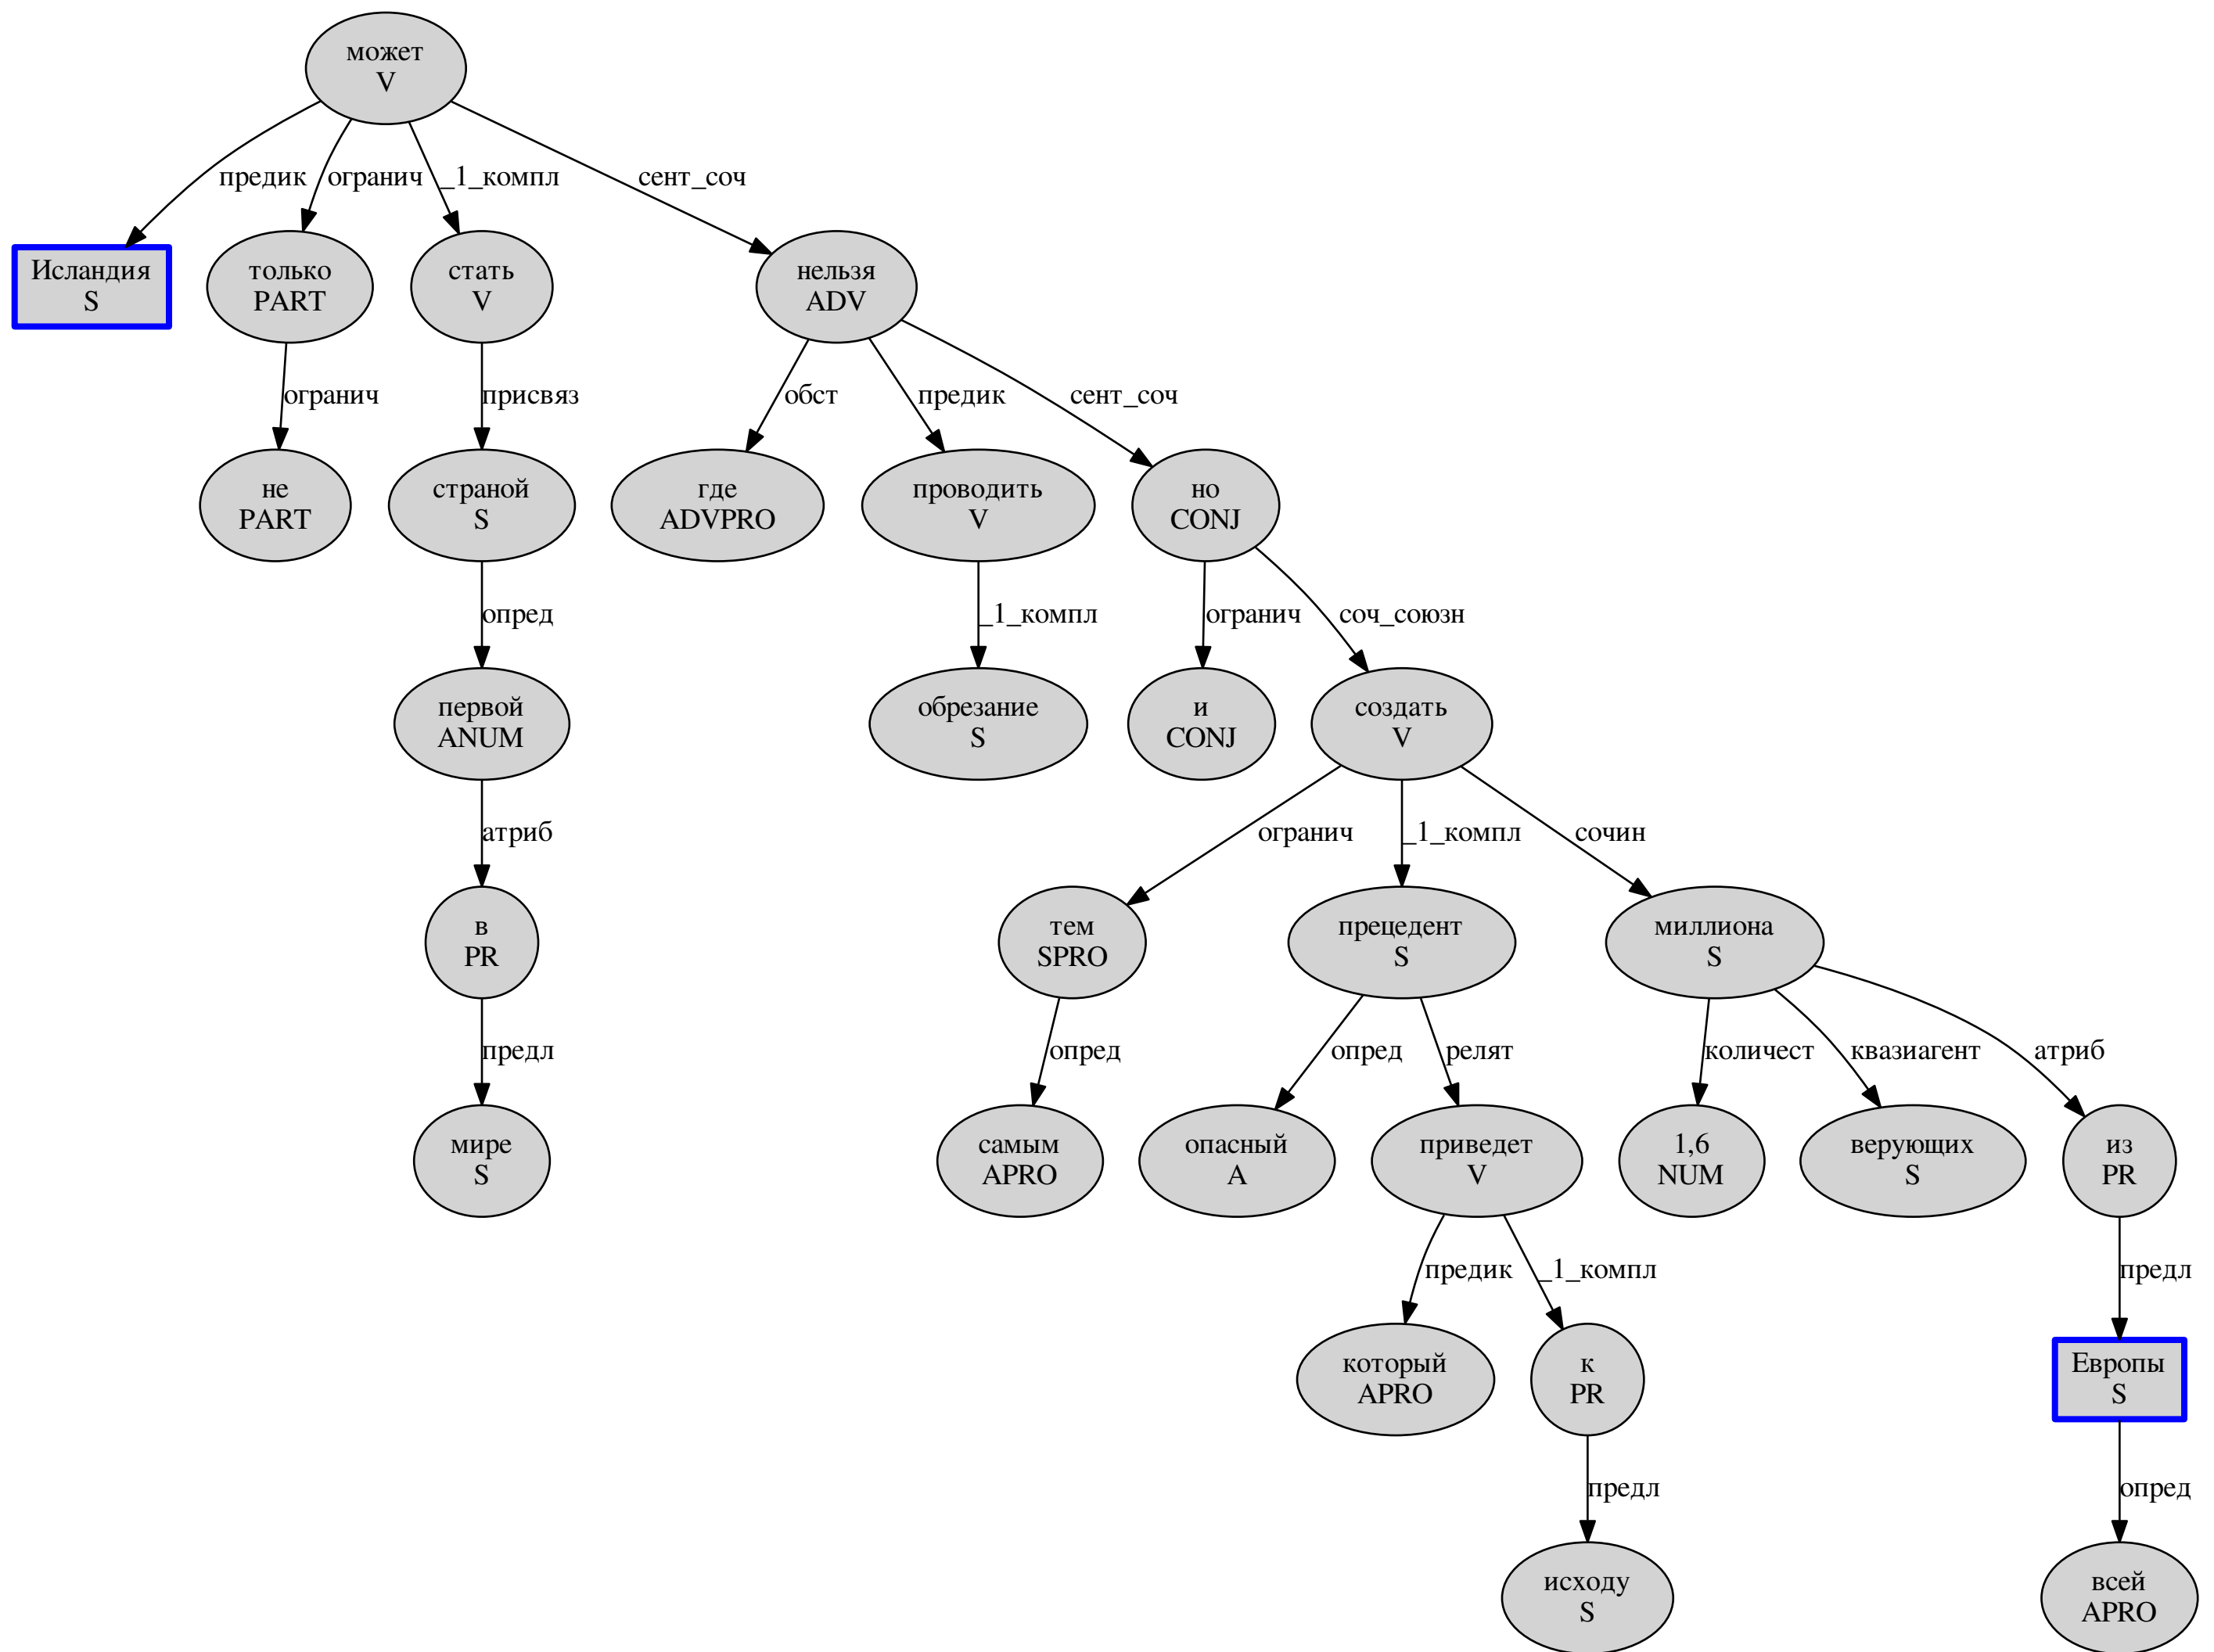 может
V
предик
огранич
_1_компл
сент_соч
Исландия
S
только
PART
стать
V
нельзя
ADV
огранич
присвяз
обст
предик
сент_соч
не
PART
страной
S
где
ADVPRO
проводить
V
но
CONJ
опред
_1_компл
огранич
соч_союзн
первой
ANUM
обрезание
S
и
CONJ
создать
V
атриб
огранич
_1_компл
сочин
в
PR
тем
SPRO
прецедент
S
миллиона
S
предл
опред
опред
релят
количест
квазиагент
атриб
мире
S
самым
APRO
опасный
A
приведет
V
1,6
NUM
верующих
S
из
PR
предик
_1_компл
предл
который
APRO
к
PR
Европы
S
предл
опред
исходу
S
всей
APRO